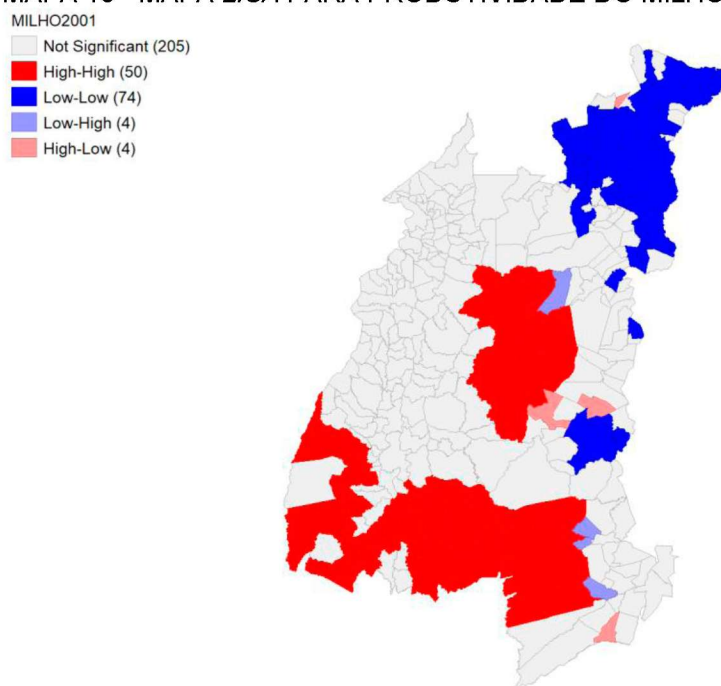 MILHO2001
Not Significant (205)
High-High (50)
Low-Low (74)
Low-High (4)
High-Low (4)